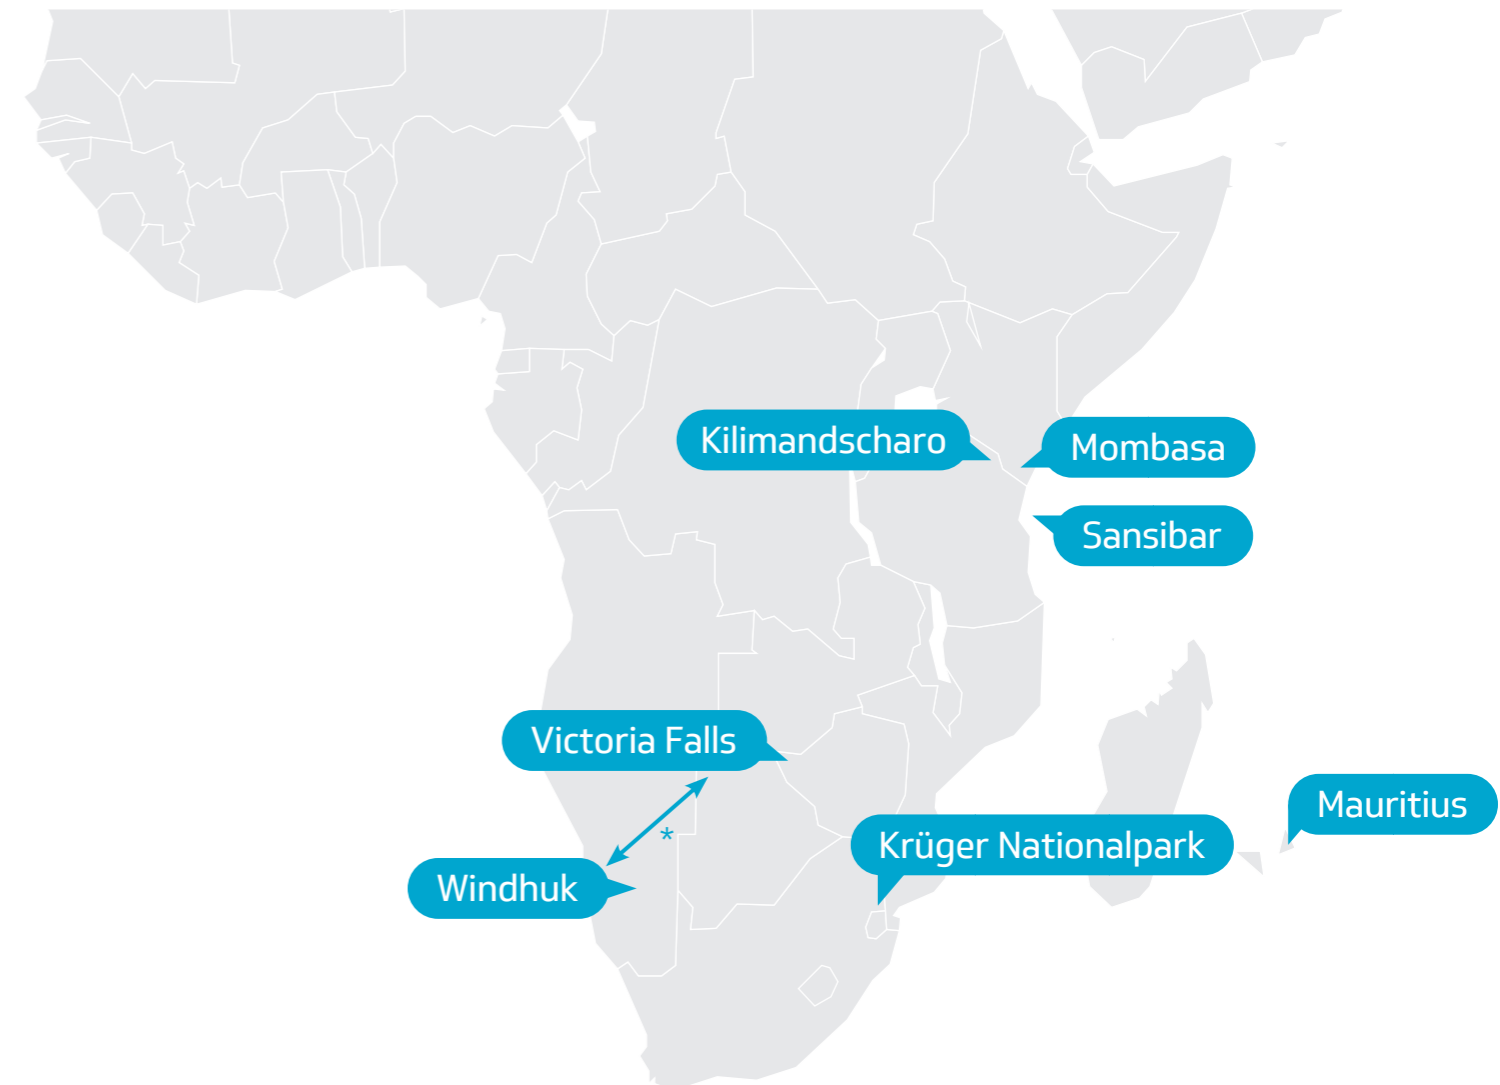 Kilimandscharo
Mombasa
Sansibar
Victoria Falls
Mauritius
*
Krüger Nationalpark
Windhuk